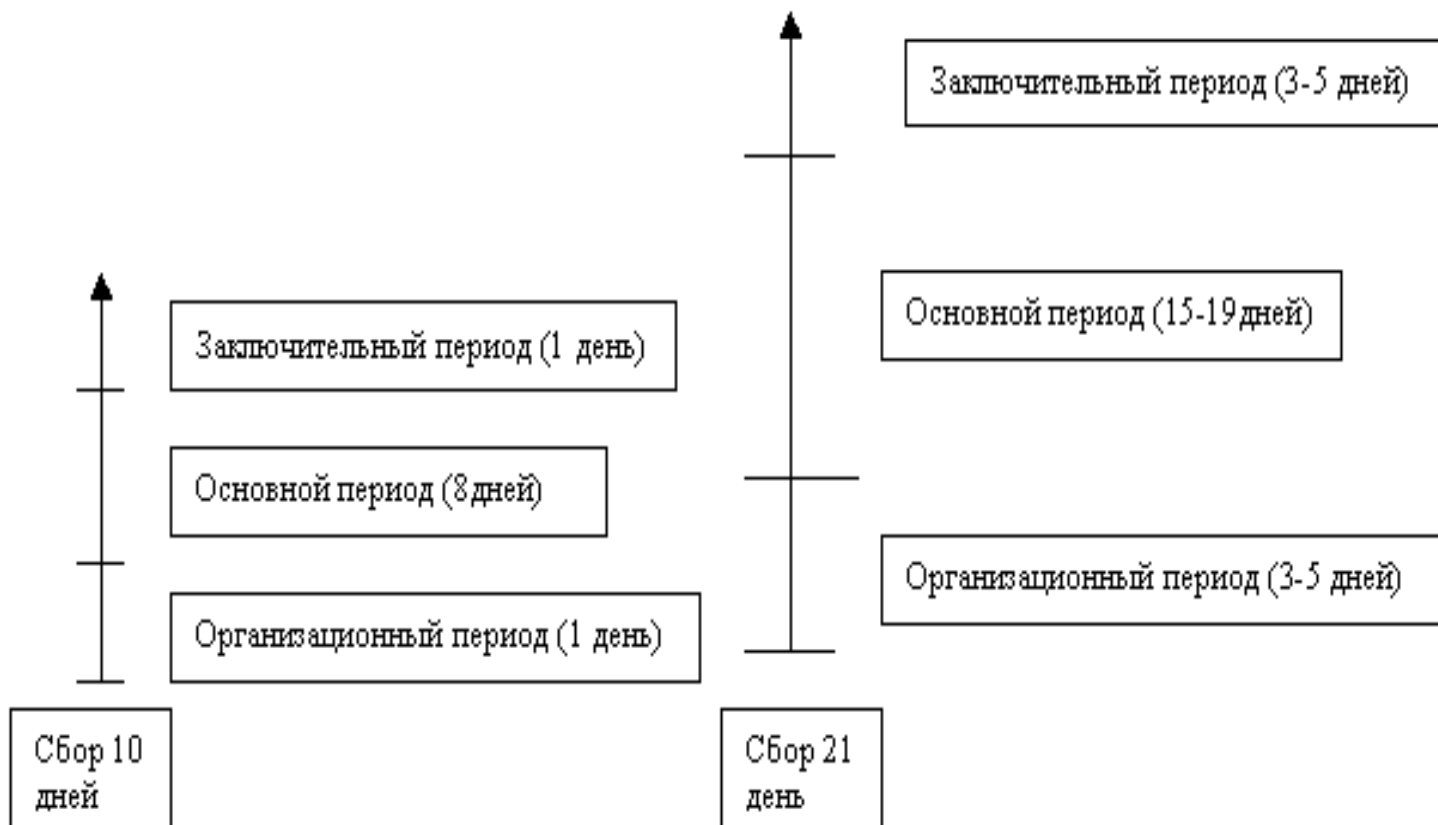 Заключительный период (3-5 дней)
Основной период (15-19дней)
Заключительный период (1 день)
Основной период (8дней)
Организационный период (3-5 дней)
Организационный период (1 день)
Сбор 10
дней
Сбор 21
день